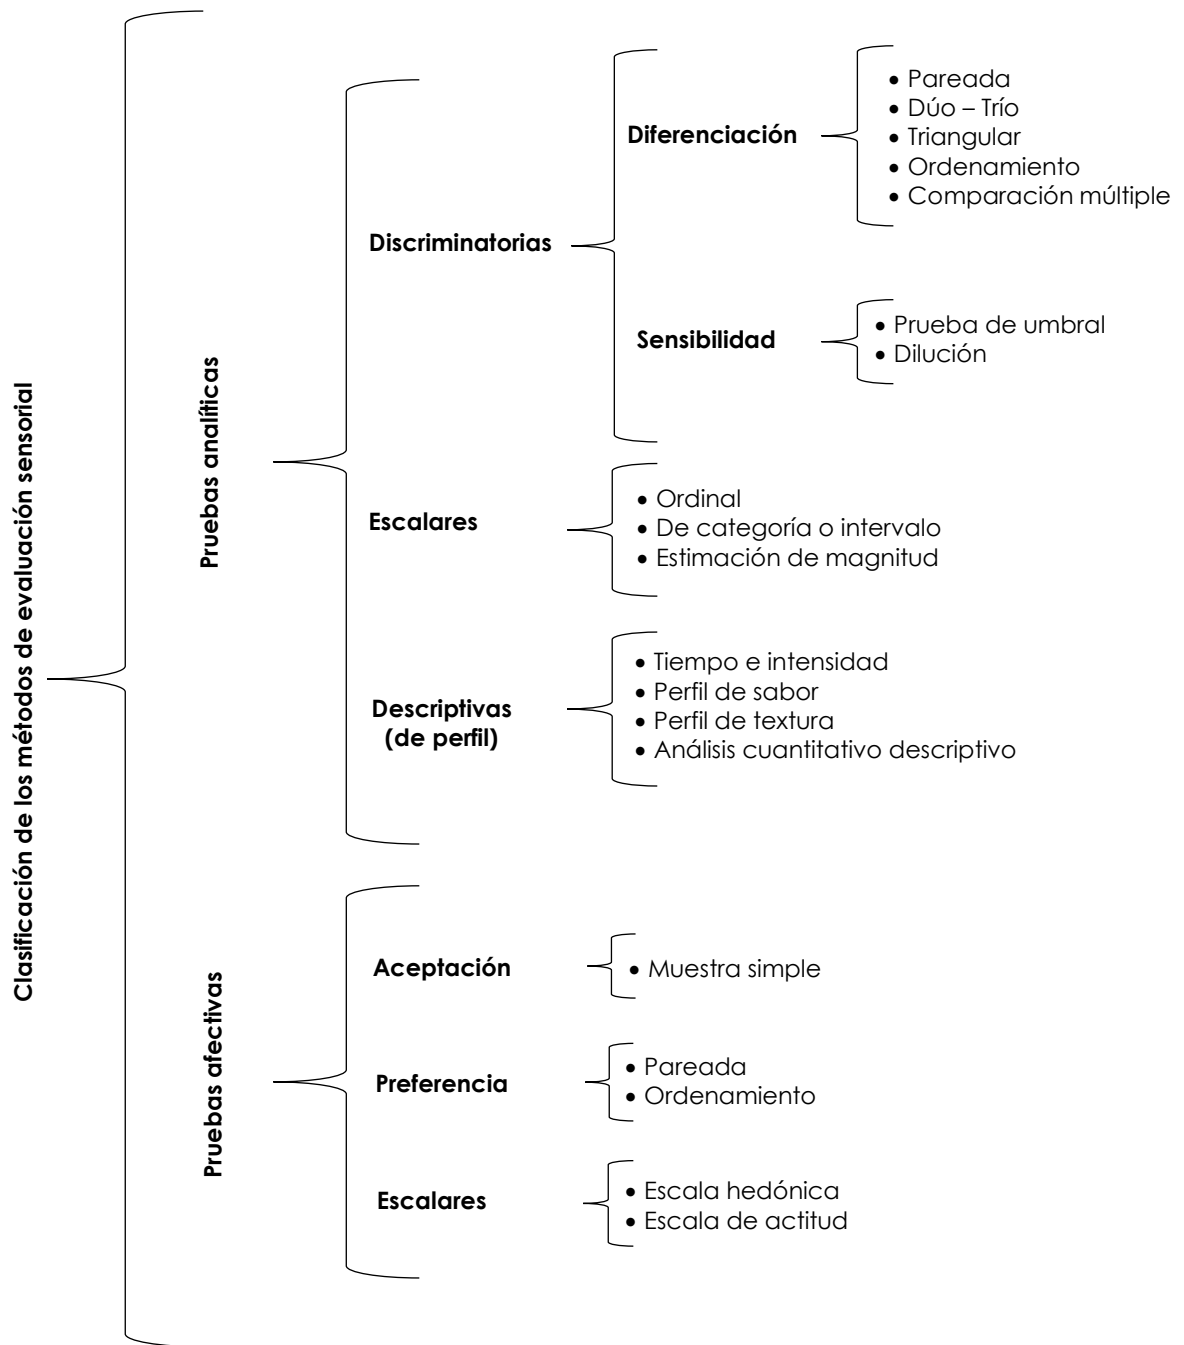 Clasificación de los métodos de evaluación sensorial
Pruebas analíticas
Discriminatorias
Diferenciación
• Pareada
• Dúo – Trío
• Triangular
• Ordenamiento
• Comparación múltiple
Sensibilidad
• Prueba de umbral
• Dilución
Escalares
• Ordinal
• De categoría o intervalo
• Estimación de magnitud
Descriptivas
(de perfil)
• Tiempo e intensidad
• Perfil de sabor
• Perfil de textura
• Análisis cuantitativo descriptivo
Pruebas afectivas
Aceptación
• Muestra simple
Preferencia
• Pareada
• Ordenamiento
Escalares
• Escala hedónica
• Escala de actitud